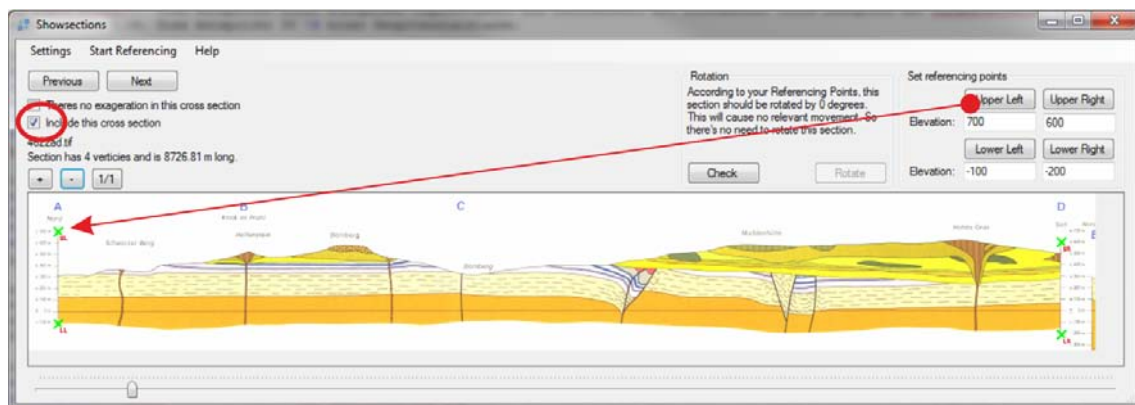 Showsections
Settings Start Referencing Help
Previous Next
Theres no exageration in this cross section
Include this cross section
Section has 4 verticies and is 8726.81 m long.
+ - 1/1
Rotation
According to your Referencing Points, this
section should be rotated by 0 degrees.
This will cause no relevant movement. So
there's no need to rotate this section.
Check Rotate
Set referencing points
Upper Left Upper Right
Elevation: 700 600
Lower Left Lower Right
Elevation: -100 -200
A B C D
Nord
Hornberg
LL
LR